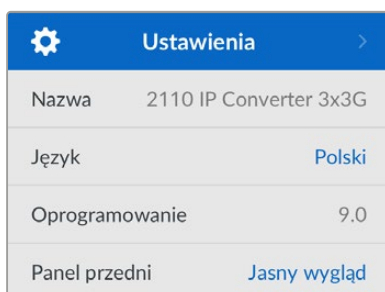 Ustawienia
Nazwa 2110 IP Converter 3x3G
Język Polski
Oprogramowanie 9.0
Panel przedni Jasny wygląd